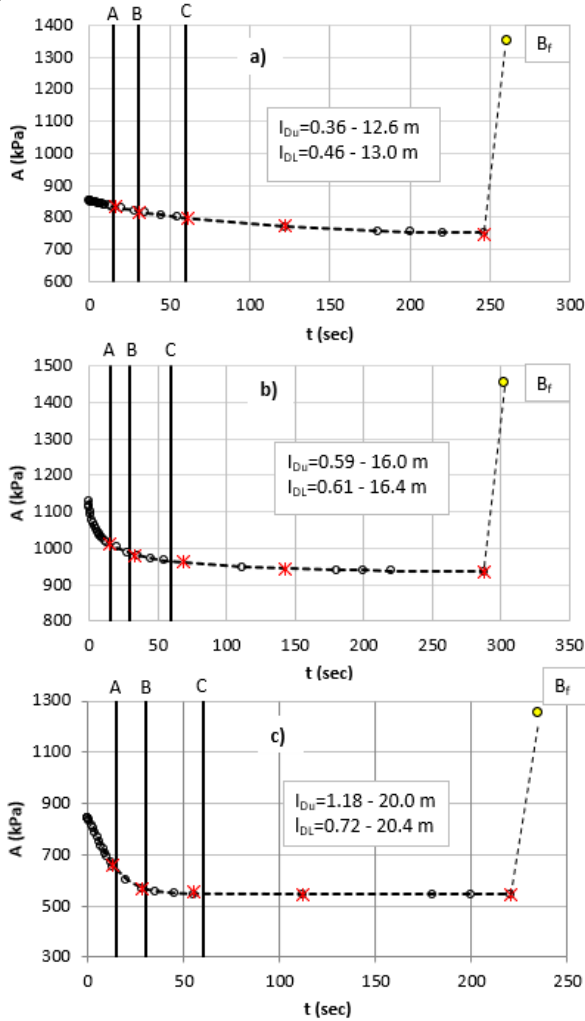 A B C
1400
1300
1200
1100
1000
900
800
700
600
A (kPa)
a)
Bf
IDu=0.36 - 12.6 m
IDL=0.46 - 13.0 m
0 50 100 150 200 250 300
t (sec)
A B C
1500
1400
1300
1200
1100
1000
900
800
A (kPa)
b)
Bf
IDu=0.59 - 16.0 m
IDL=0.61 - 16.4 m
0 50 100 150 200 250 300 350
t (sec)
A B C
1300
1100
900
700
500
300
A (kPa)
c)
Bf
IDu=1.18 - 20.0 m
IDL=0.72 - 20.4 m
0 50 100 150 200 250
t (sec)